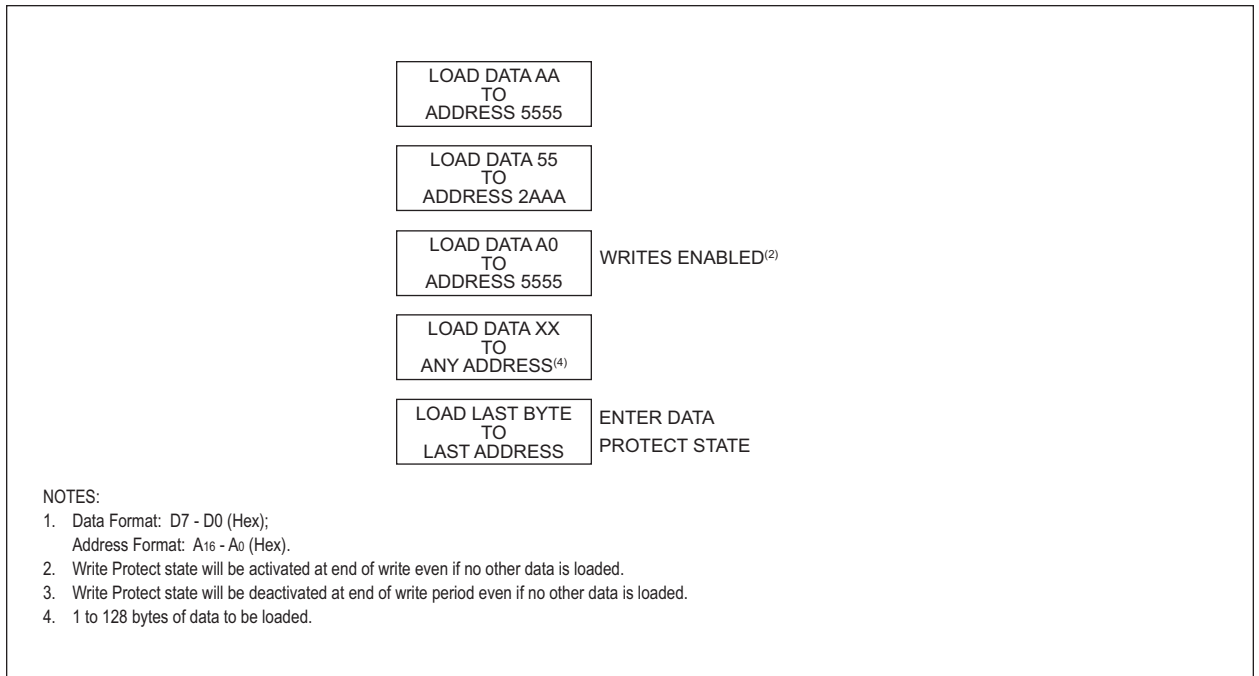 LOAD DATA AA
TO
ADDRESS 5555
LOAD DATA 55
TO
ADDRESS 2AAA
LOAD DATA A0
TO
ADDRESS 5555
WRITES ENABLED(2)
LOAD DATA XX
TO
ANY ADDRESS(4)
LOAD LAST BYTE
TO
LAST ADDRESS
ENTER DATA
PROTECT STATE
NOTES:
1. Data Format: D7 - D0 (Hex);
Address Format: A16 - A0 (Hex).
2. Write Protect state will be activated at end of write even if no other data is loaded.
3. Write Protect state will be deactivated at end of write period even if no other data is loaded.
4. 1 to 128 bytes of data to be loaded.